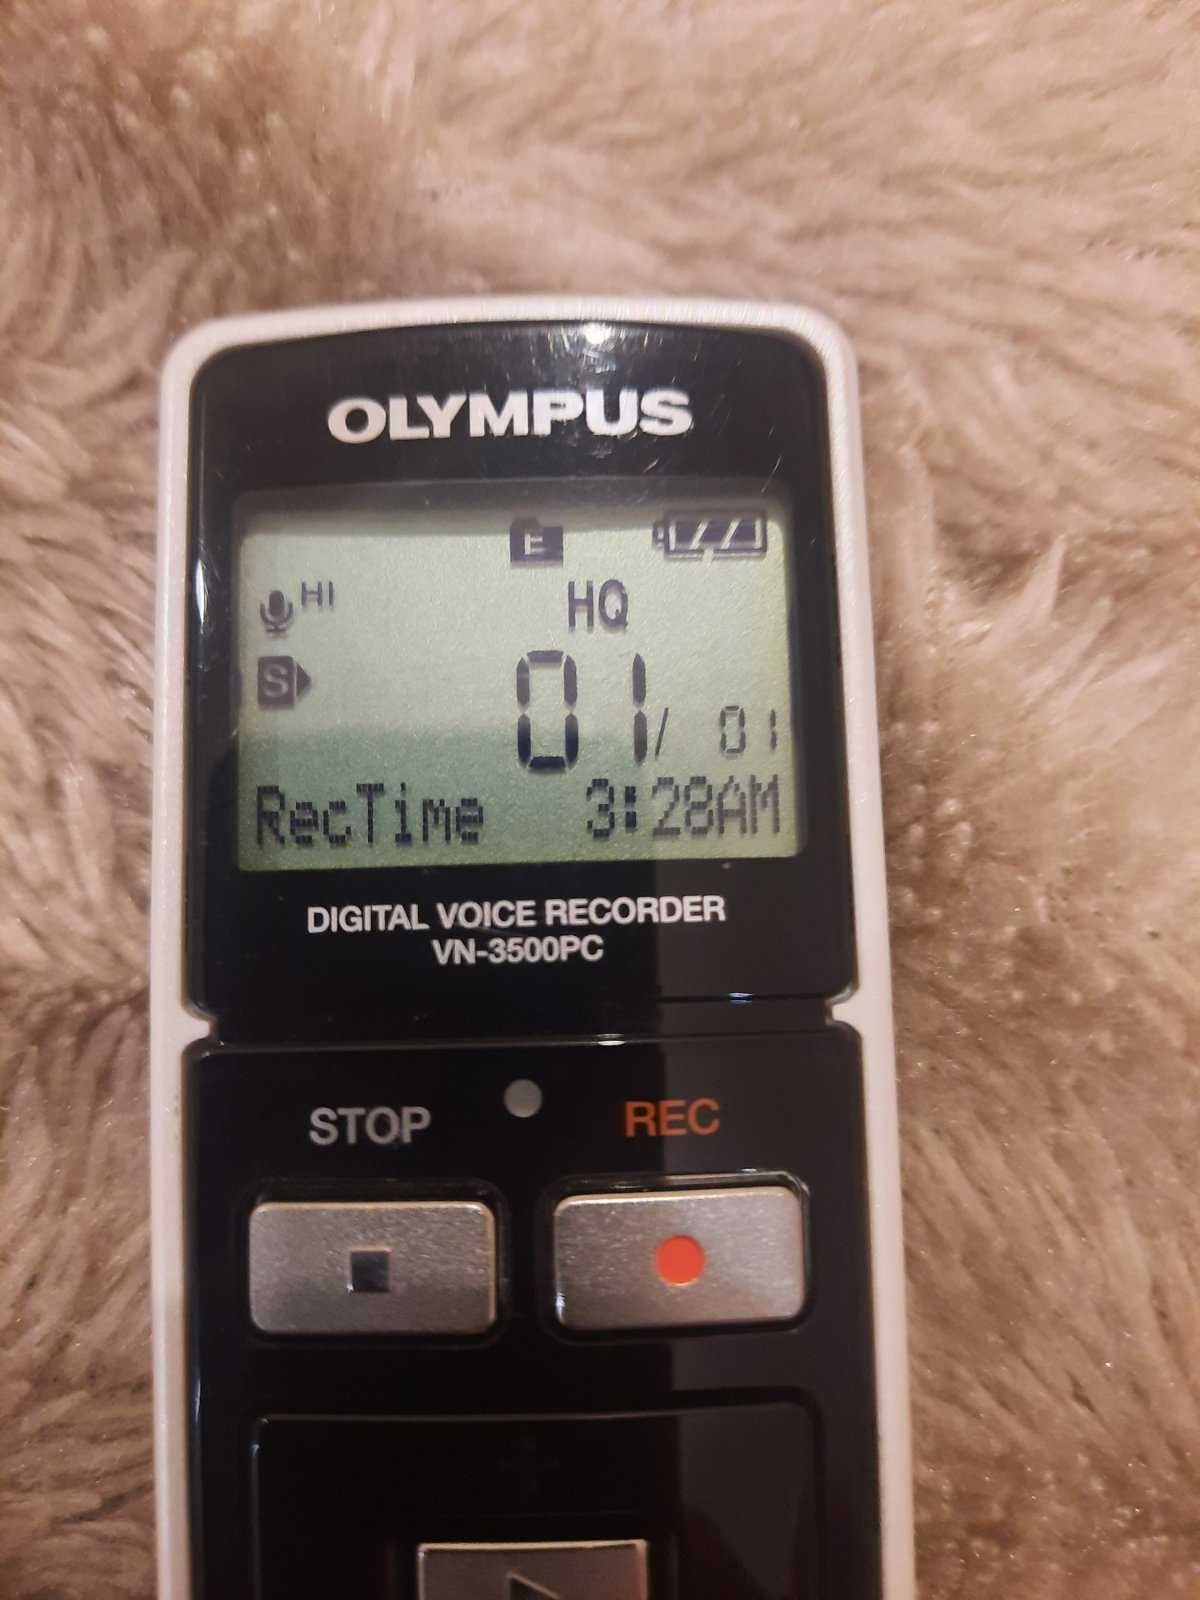 OLYMPUS
E
HI
HQ
S
01/ 01
RecTime 3:28AM
DIGITAL VOICE RECORDER
VN-3500PC
STOP REC